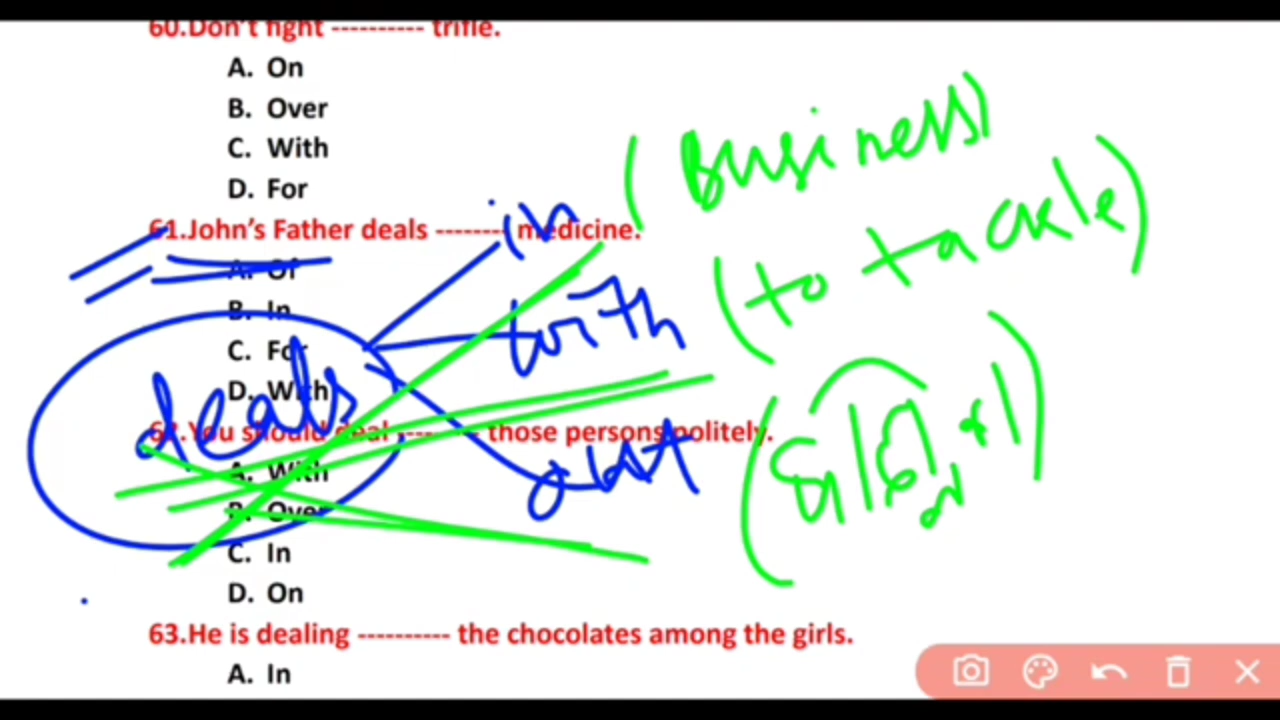 60.Don't fight ---------- trifle.
A. On
B. Over
C. With
D. For
61.John's Father deals -------- medicine.
A. Of
B. In
C. For
D. With
62.You should deal --------- those persons politely.
A. With
B. Over
C. In
D. On
63.He is dealing ---------- the chocolates among the girls.
A. In
deals
in
with
out
(Business)
(to tackle)